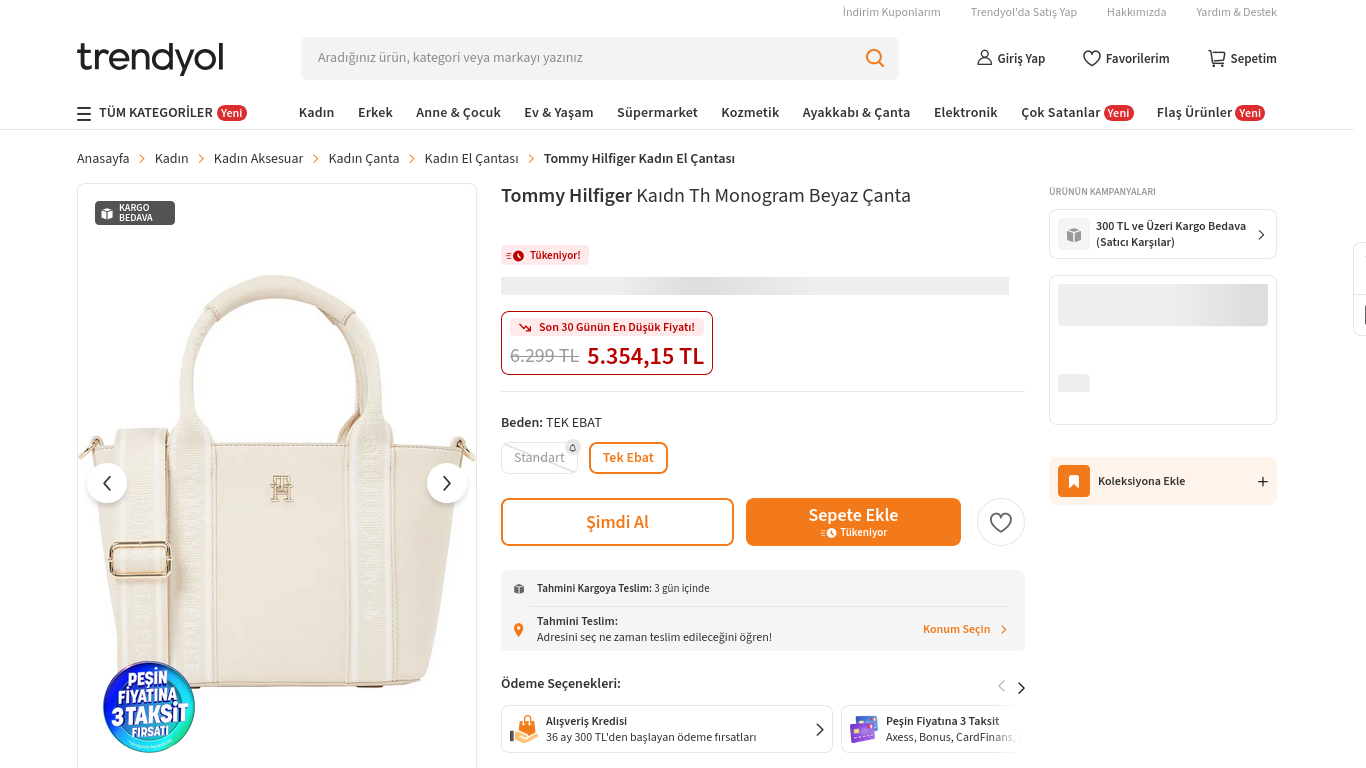 İndirim Kuponlarım
Trendyol'da Satış Yap
Hakkımızda
Yardım & Destek
trendyol
Aradığınız ürün, kategori veya markayı yazınız
Giriş Yap
Favorilerim
Sepetim
TÜM KATEGORİLER Yeni
Kadın
Erkek
Anne & Çocuk
Ev & Yaşam
Süpermarket
Kozmetik
Ayakkabı & Çanta
Elektronik
Çok Satanlar Yeni
Flaş Ürünler Yeni
Anasayfa
Kadın
Kadın Aksesuar
Kadın Çanta
Kadın El Çantası
Tommy Hilfiger Kadın El Çantası
KARGO
BEDAVA
PEŞİN
FİYATINA
3 TAKSİT
FIRSATI
Tommy Hilfiger Kaıdn Th Monogram Beyaz Çanta
Tükeniyor!
Son 30 Günün En Düşük Fiyatı!
6.299 TL 5.354,15 TL
Beden: TEK EBAT
Standart
Tek Ebat
Şimdi Al
Sepete Ekle
Tükeniyor
Tahmini Kargoya Teslim: 3 gün içinde
Tahmini Teslim:
Adresini seç ne zaman teslim edileceğini öğren!
Konum Seçin
Ödeme Seçenekleri:
Alışveriş Kredisi
36 ay 300 TL'den başlayan ödeme fırsatları
Peşin Fiyatına 3 Taksit
Axess, Bonus, CardFinans,
ÜRÜNÜN KAMPANYALARI
300 TL ve Üzeri Kargo Bedava
(Satıcı Karşılar)
Koleksiyona Ekle